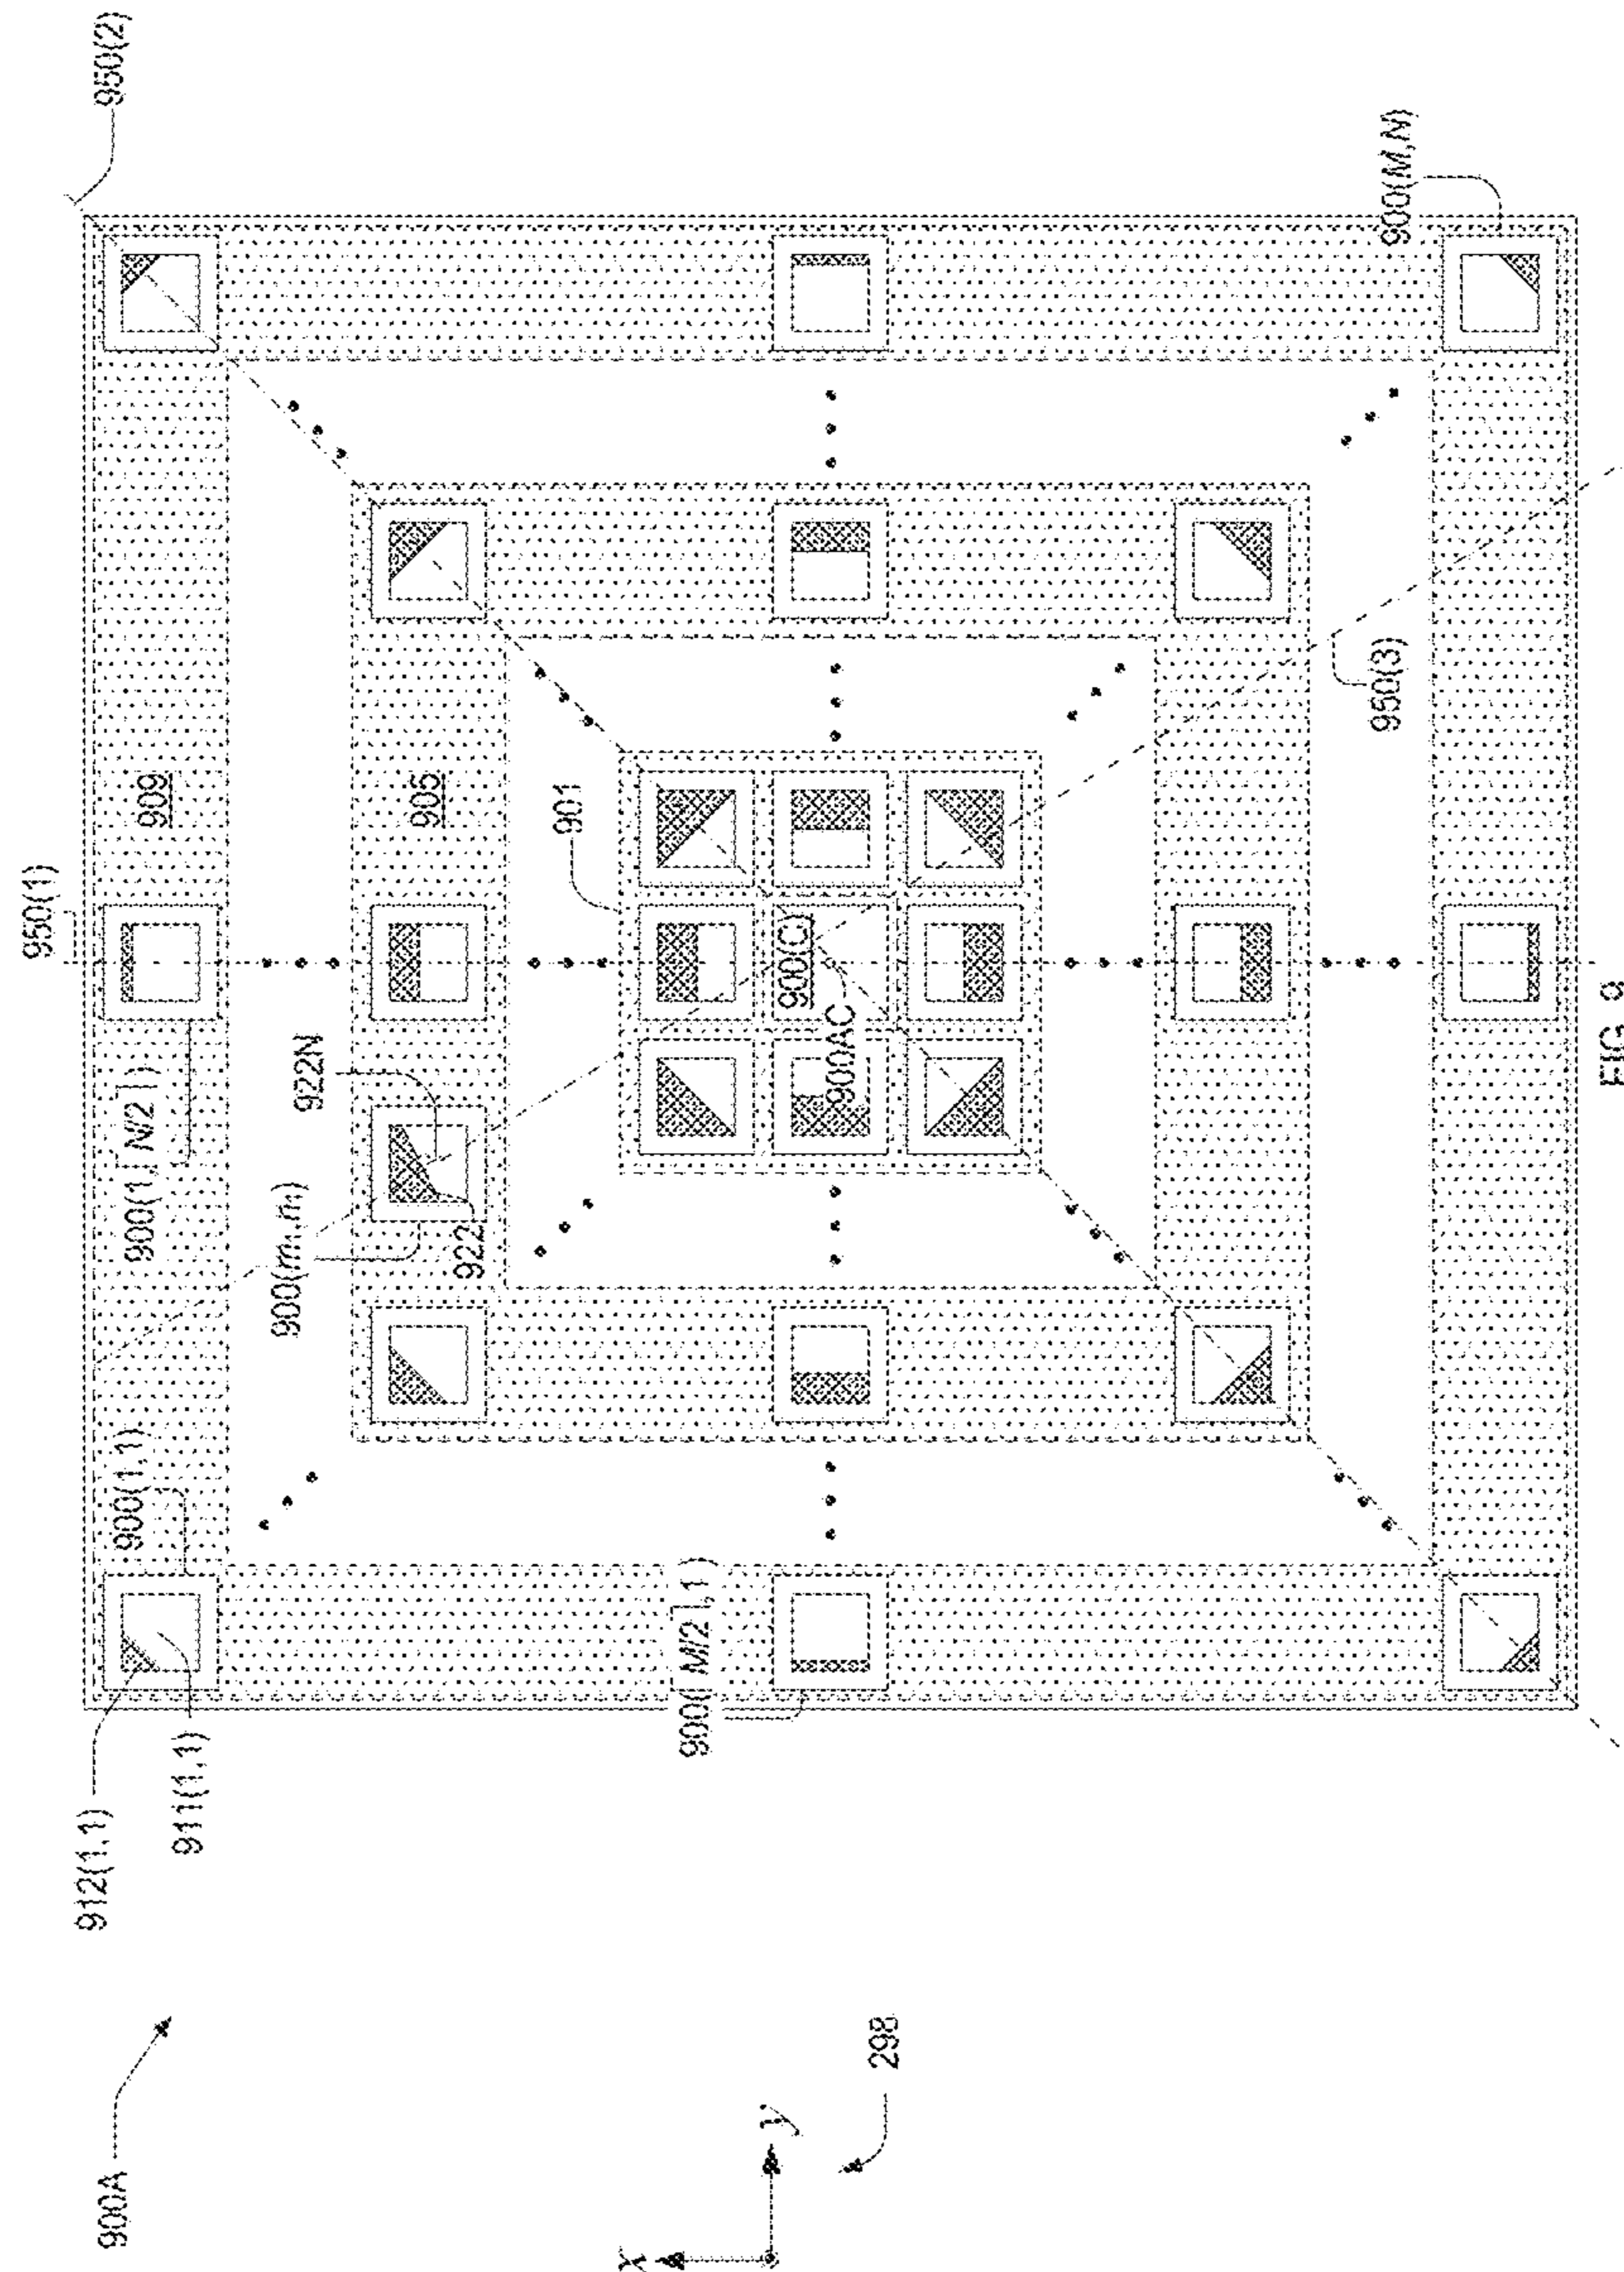 950(2)
950(1)
900(M,N)
909
905
901
900(1,⌈N/2⌉)
922N
900(C)
900AC
950(3)
900(m,n)
922
900(1,1)
900(⌈M/2⌉,1)
912(1,1)
911(1,1)
900A
298
x
y
FIG. 9